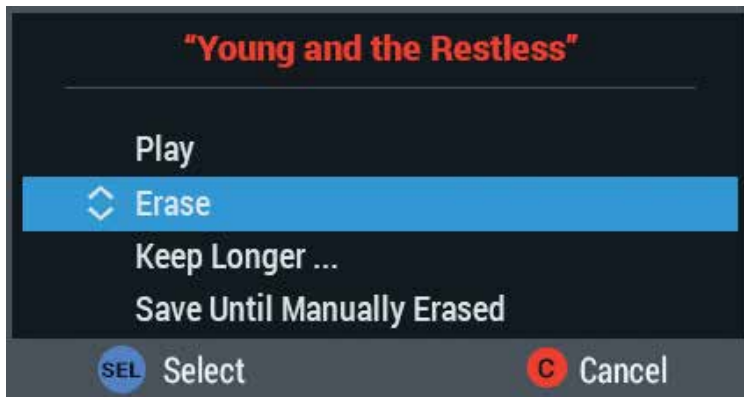 “Young and the Restless”
Play
Erase
Keep Longer ...
Save Until Manually Erased
SEL Select C Cancel